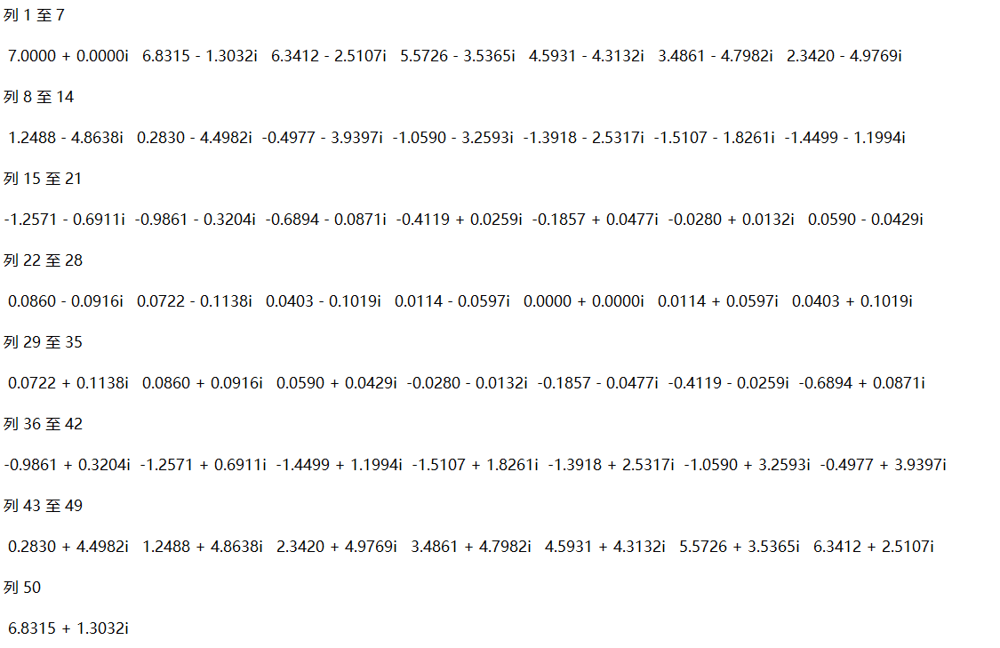 列 1 至 7
7.0000 + 0.0000i 6.8315 - 1.3032i 6.3412 - 2.5107i 5.5726 - 3.5365i 4.5931 - 4.3132i 3.4861 - 4.7982i 2.3420 - 4.9769i
列 8 至 14
1.2488 - 4.8638i 0.2830 - 4.4982i -0.4977 - 3.9397i -1.0590 - 3.2593i -1.3918 - 2.5317i -1.5107 - 1.8261i -1.4499 - 1.1994i
列 15 至 21
-1.2571 - 0.6911i -0.9861 - 0.3204i -0.6894 - 0.0871i -0.4119 + 0.0259i -0.1857 + 0.0477i -0.0280 + 0.0132i 0.0590 - 0.0429i
列 22 至 28
0.0860 - 0.0916i 0.0722 - 0.1138i 0.0403 - 0.1019i 0.0114 - 0.0597i 0.0000 + 0.0000i 0.0114 + 0.0597i 0.0403 + 0.1019i
列 29 至 35
0.0722 + 0.1138i 0.0860 + 0.0916i 0.0590 + 0.0429i -0.0280 - 0.0132i -0.1857 - 0.0477i -0.4119 - 0.0259i -0.6894 + 0.0871i
列 36 至 42
-0.9861 + 0.3204i -1.2571 + 0.6911i -1.4499 + 1.1994i -1.5107 + 1.8261i -1.3918 + 2.5317i -1.0590 + 3.2593i -0.4977 + 3.9397i
列 43 至 49
0.2830 + 4.4982i 1.2488 + 4.8638i 2.3420 + 4.9769i 3.4861 + 4.7982i 4.5931 + 4.3132i 5.5726 + 3.5365i 6.3412 + 2.5107i
列 50
6.8315 + 1.3032i